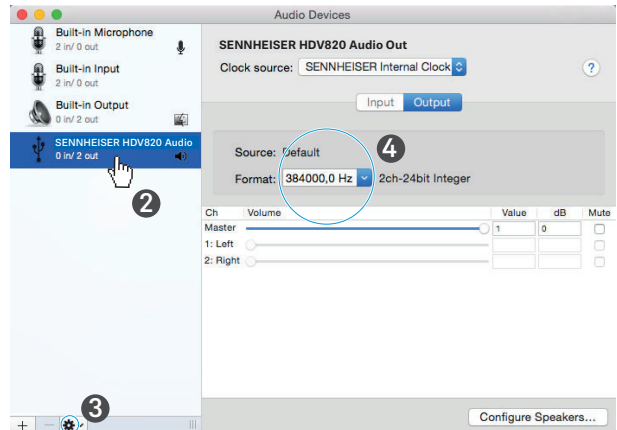 Audio Devices
Built-in Microphone
2 in/ 0 out
Built-in Input
2 in/ 0 out
Built-in Output
0 in/ 2 out
SENNHEISER HDV820 Audio
0 in/ 2 out
2
3
+ −
SENNHEISER HDV820 Audio Out
Clock source: SENNHEISER Internal Clock ?
Input Output
Source: Default
4
Format: 384000,0 Hz 2ch-24bit Integer
Ch Volume Value dB Mute
Master 1 0
1: Left
2: Right
Configure Speakers...